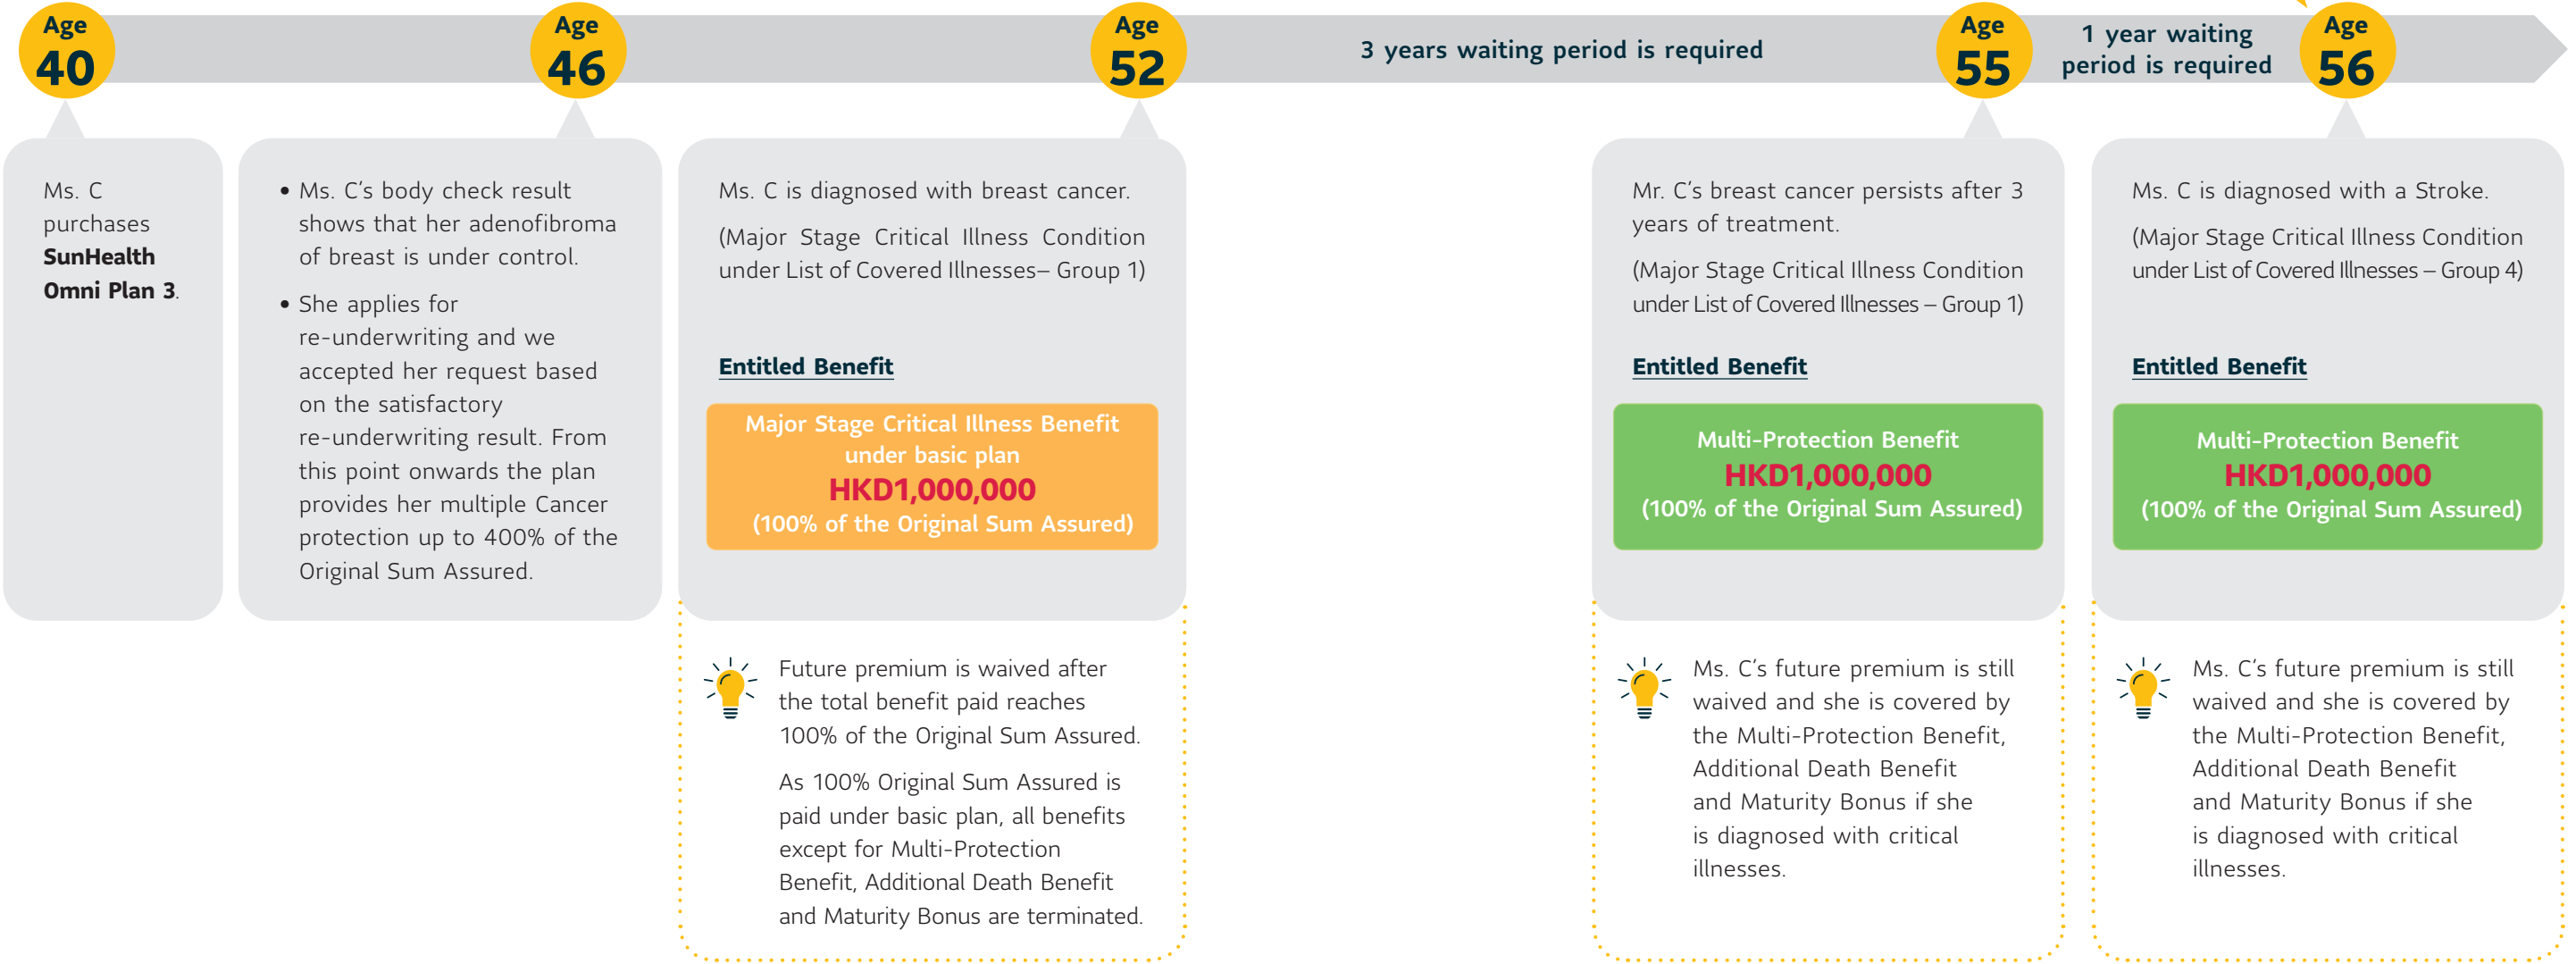 Age
40
Age
46
Age
52
3 years waiting period is required
Age
55
1 year waiting
period is required
Age
56
Ms. C
purchases
SunHealth
Omni Plan 3.
• Ms. C's body check result
shows that her adenofibroma
of breast is under control.
• She applies for
re-underwriting and we
accepted her request based
on the satisfactory
re-underwriting result. From
this point onwards the plan
provides her multiple Cancer
protection up to 400% of the
Original Sum Assured.
Ms. C is diagnosed with breast cancer.
(Major Stage Critical Illness Condition
under List of Covered Illnesses– Group 1)
Entitled Benefit
Major Stage Critical Illness Benefit
under basic plan
HKD1,000,000
(100% of the Original Sum Assured)
Future premium is waived after
the total benefit paid reaches
100% of the Original Sum Assured.
As 100% Original Sum Assured is
paid under basic plan, all benefits
except for Multi-Protection
Benefit, Additional Death Benefit
and Maturity Bonus are terminated.
Mr. C's breast cancer persists after 3
years of treatment.
(Major Stage Critical Illness Condition
under List of Covered Illnesses – Group 1)
Entitled Benefit
Multi-Protection Benefit
HKD1,000,000
(100% of the Original Sum Assured)
Ms. C's future premium is still
waived and she is covered by
the Multi-Protection Benefit,
Additional Death Benefit
and Maturity Bonus if she
is diagnosed with critical
illnesses.
Ms. C is diagnosed with a Stroke.
(Major Stage Critical Illness Condition
under List of Covered Illnesses – Group 4)
Entitled Benefit
Multi-Protection Benefit
HKD1,000,000
(100% of the Original Sum Assured)
Ms. C's future premium is still
waived and she is covered by
the Multi-Protection Benefit,
Additional Death Benefit
and Maturity Bonus if she
is diagnosed with critical
illnesses.